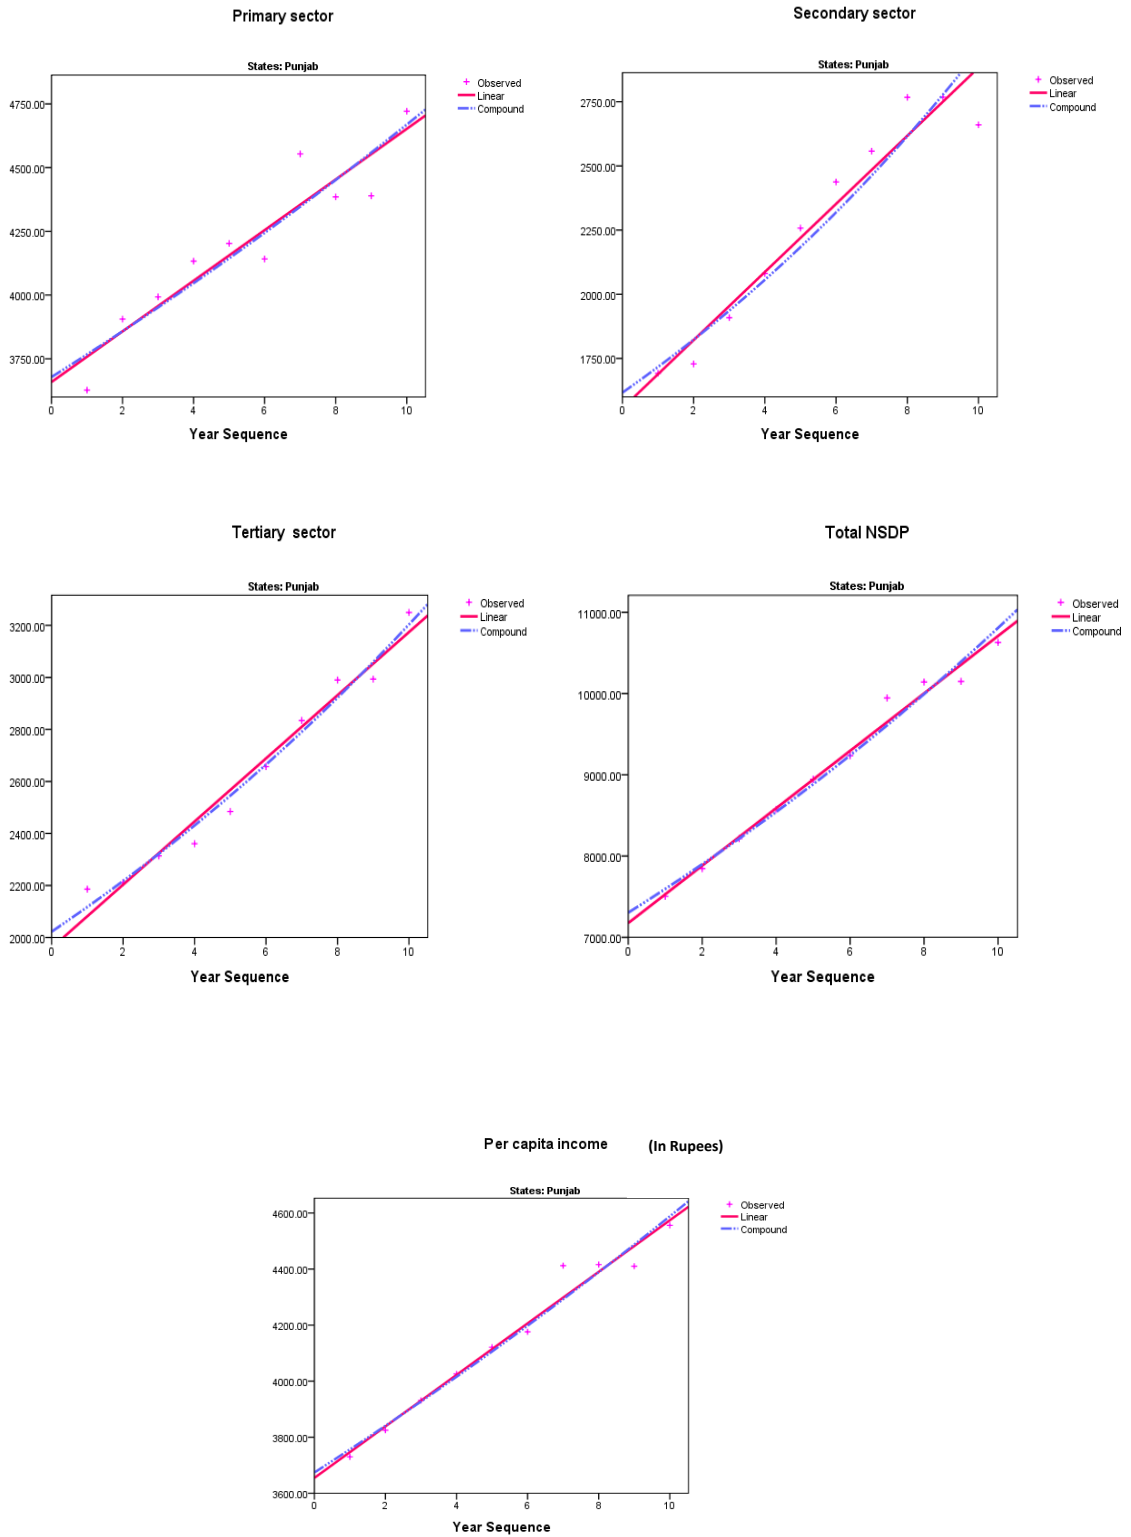 Primary sector
States: Punjab
Observed
Linear
Compound
4750.00
4500.00
4250.00
4000.00
3750.00
0 2 4 6 8 10
Year Sequence
Secondary sector
States: Punjab
Observed
Linear
Compound
2750.00
2500.00
2250.00
2000.00
1750.00
0 2 4 6 8 10
Year Sequence
Tertiary sector
States: Punjab
Observed
Linear
Compound
3200.00
3000.00
2800.00
2600.00
2400.00
2200.00
2000.00
0 2 4 6 8 10
Year Sequence
Total NSDP
States: Punjab
Observed
Linear
Compound
11000.00
10000.00
9000.00
8000.00
7000.00
0 2 4 6 8 10
Year Sequence
Per capita income (In Rupees)
States: Punjab
Observed
Linear
Compound
4600.00
4400.00
4200.00
4000.00
3800.00
3600.00
0 2 4 6 8 10
Year Sequence